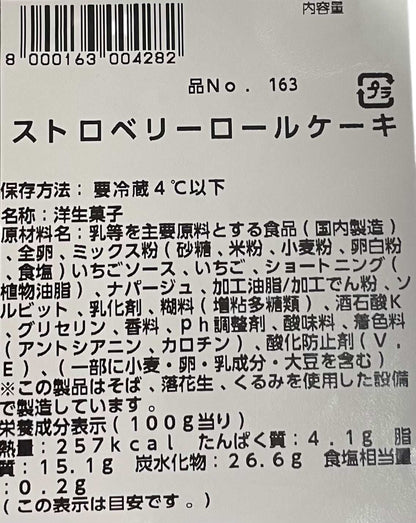 内容量
8 000163 004282
品No. 163
プラ
ストロベリーロールケーキ
保存方法：要冷蔵4℃以下
名称：洋生菓子
原材料名：乳等を主要原料とする食品（国内製造）
、全卵、ミックス粉（砂糖、米粉、小麦粉、卵白粉
、食塩）いちごソース、いちご、ショートニング（
植物油脂）、ナパージュ、加工油脂/加工でん粉、ソ
ルビット、乳化剤、糊料（増粘多糖類）、酒石酸K
、グリセリン、香料、ph調整剤、酸味料、着色料
（アントシアニン、カロチン）、酸化防止剤（V．
E）、（一部に小麦・卵・乳成分・大豆を含む）
※この製品はそば、落花生、くるみを使用した設備
で製造しています。
栄養成分表示（100g当り）
熱量：257kcal たんぱく質：4.1g 脂
質：15.1g 炭水化物：26.6g 食塩相当量
：0.2g
（この表示は目安です。）